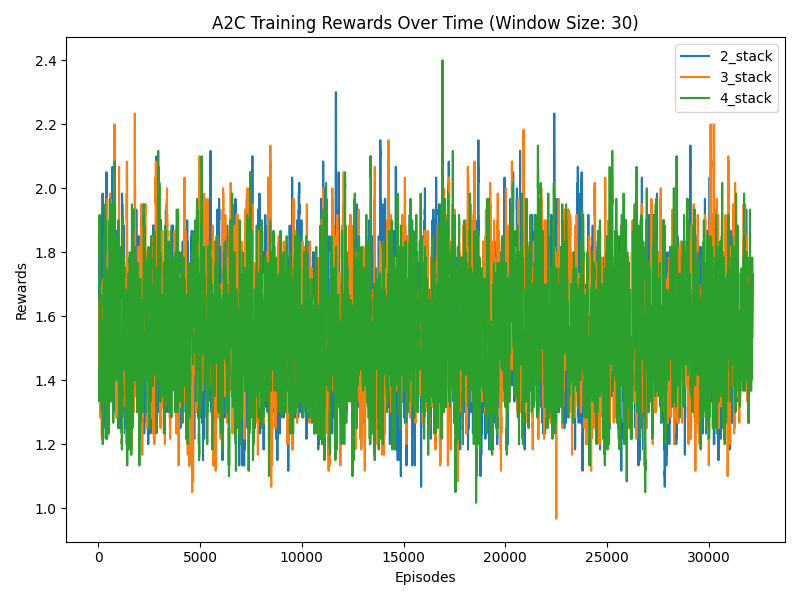 A2C Training Rewards Over Time (Window Size: 30)
2_stack
3_stack
4_stack
Rewards
2.4
2.2
2.0
1.8
1.6
1.4
1.2
1.0
0 5000 10000 15000 20000 25000 30000
Episodes